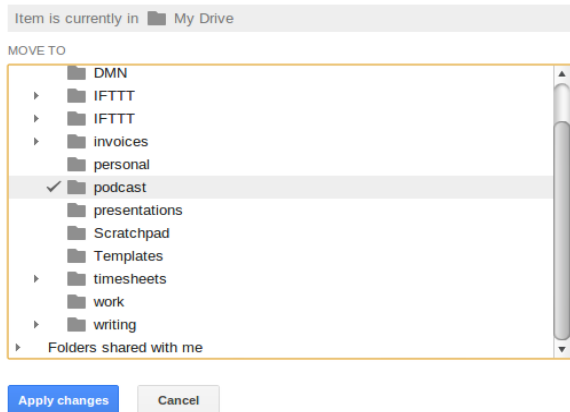 Item is currently in My Drive
MOVE TO
DMN
IFTTT
IFTTT
invoices
personal
podcast
presentations
Scratchpad
Templates
timesheets
work
writing
Folders shared with me
Apply changes Cancel